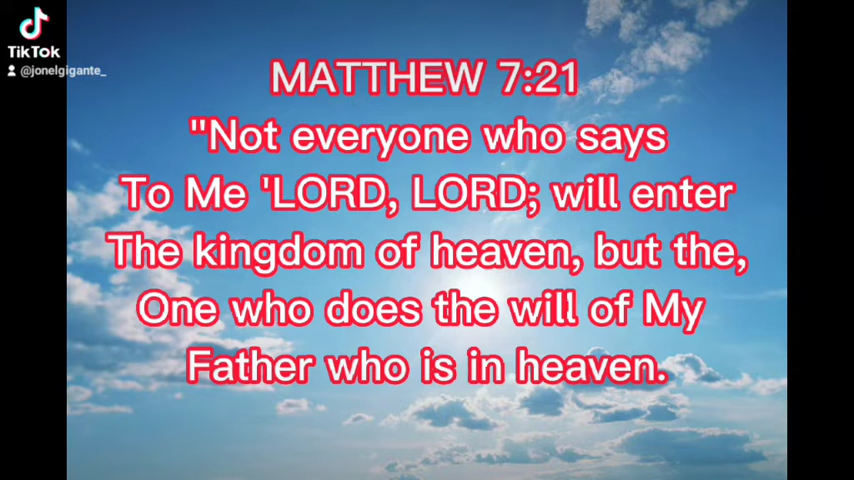 TikTok
@jonelgigante_
MATTHEW 7:21
"Not everyone who says
To Me 'LORD, LORD; will enter
The kingdom of heaven, but the,
One who does the will of My
Father who is in heaven.